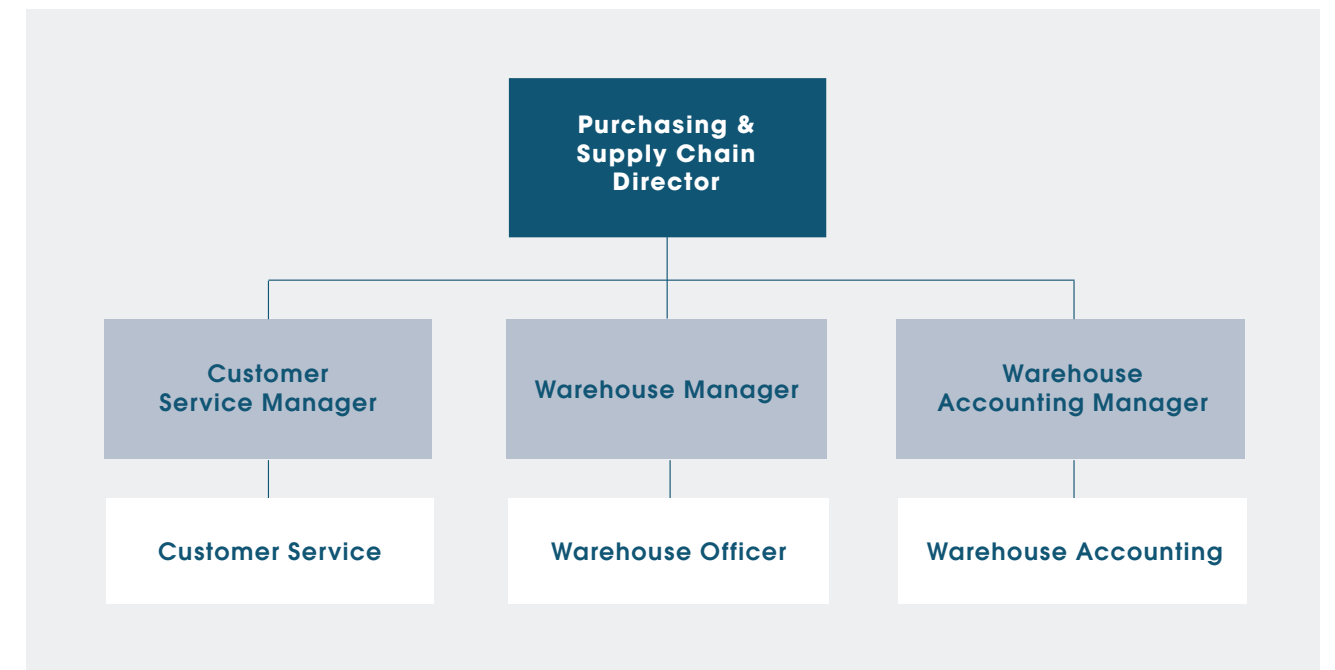 Purchasing &
Supply Chain
Director
Customer
Service Manager
Warehouse Manager
Warehouse
Accounting Manager
Customer Service
Warehouse Officer
Warehouse Accounting